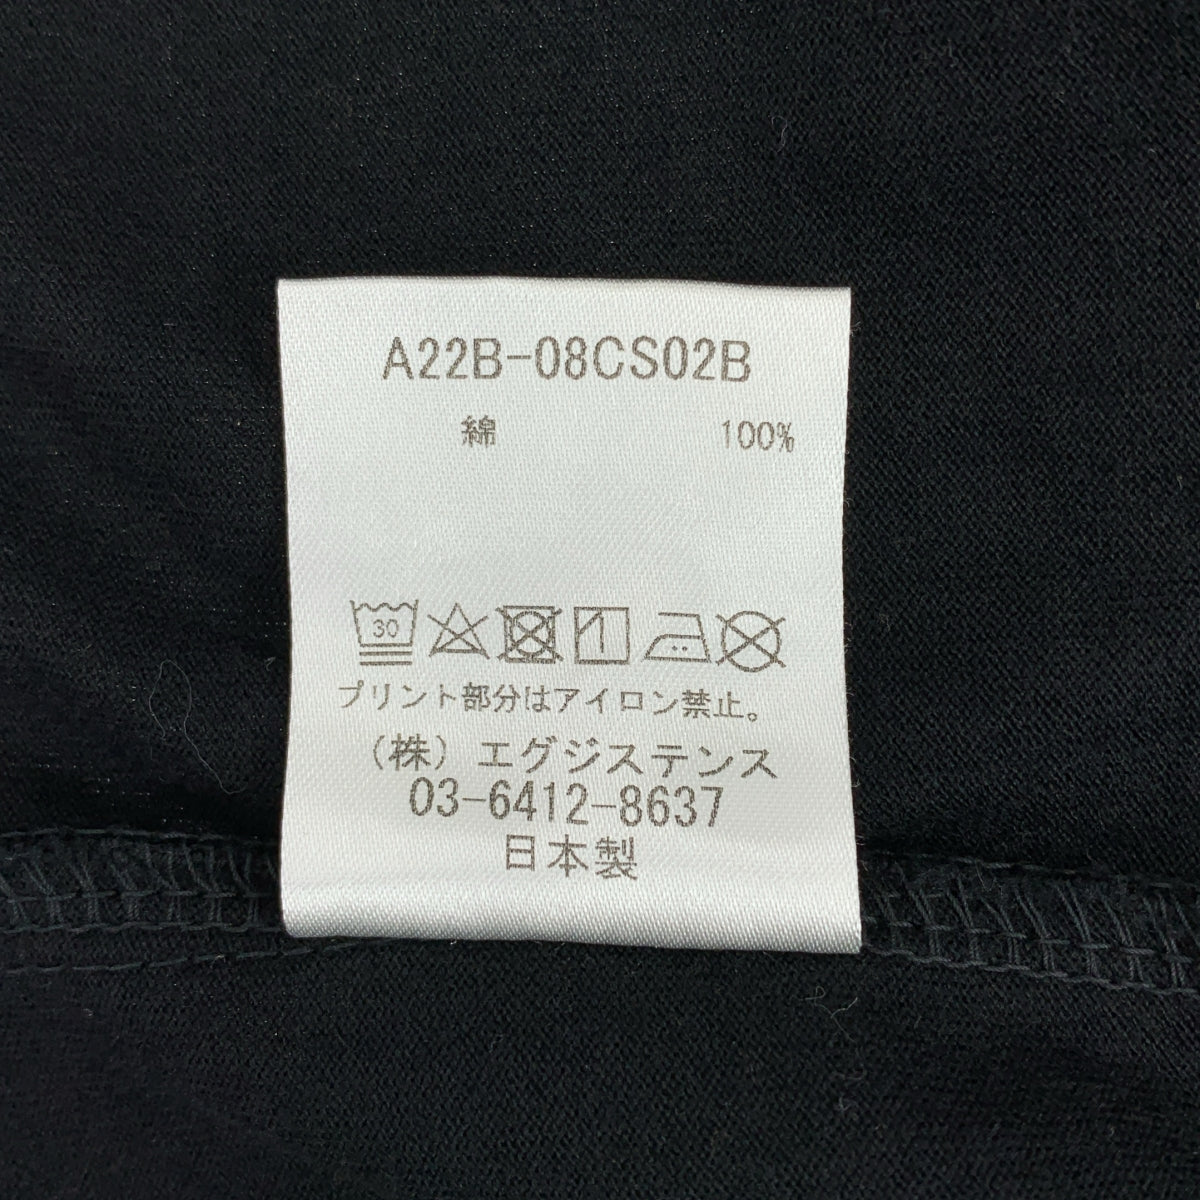 A22B-08CS02B
綿 100%
30
プリント部分はアイロン禁止。
(株) エグジステンス
03-6412-8637
日本製